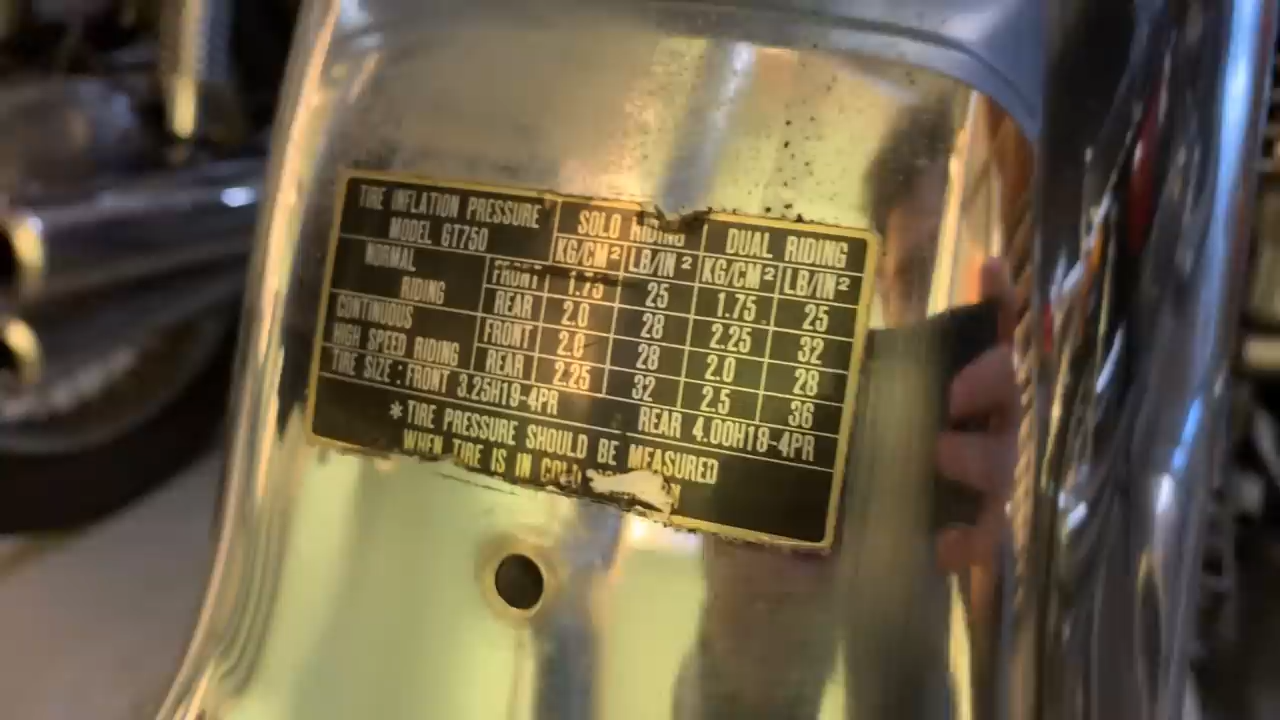 TIRE INFLATION PRESSURE SOLO RIDING DUAL RIDING
MODEL GT750 KG/CM² LB/IN² KG/CM² LB/IN²
NORMAL RIDING FRONT 1.75 25 1.75 25
REAR 2.0 28 2.25 32
CONTINUOUS HIGH SPEED RIDING FRONT 2.0 28 2.0 28
REAR 2.25 32 2.5 36
TIRE SIZE : FRONT 3.25H19-4PR REAR 4.00H18-4PR
*TIRE PRESSURE SHOULD BE MEASURED
WHEN TIRE IS IN COLD